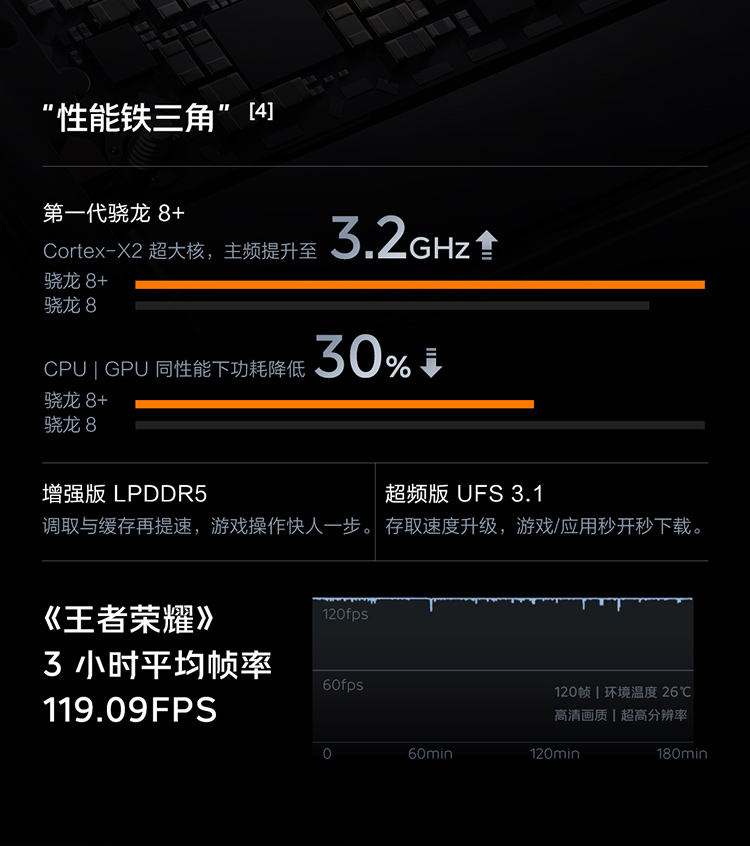 “性能铁三角” [4]
第一代骁龙 8+
Cortex-X2 超大核，主频提升至 3.2GHz
骁龙 8+
骁龙 8
CPU | GPU 同性能下功耗降低 30%
骁龙 8+
骁龙 8
增强版 LPDDR5
调取与缓存再提速，游戏操作快人一步。
超频版 UFS 3.1
存取速度升级，游戏/应用秒开秒下载。
《王者荣耀》
3 小时平均帧率
119.09FPS
120fps
60fps
120帧 | 环境温度 26℃
高清画质 | 超高分辨率
0 60min 120min 180min